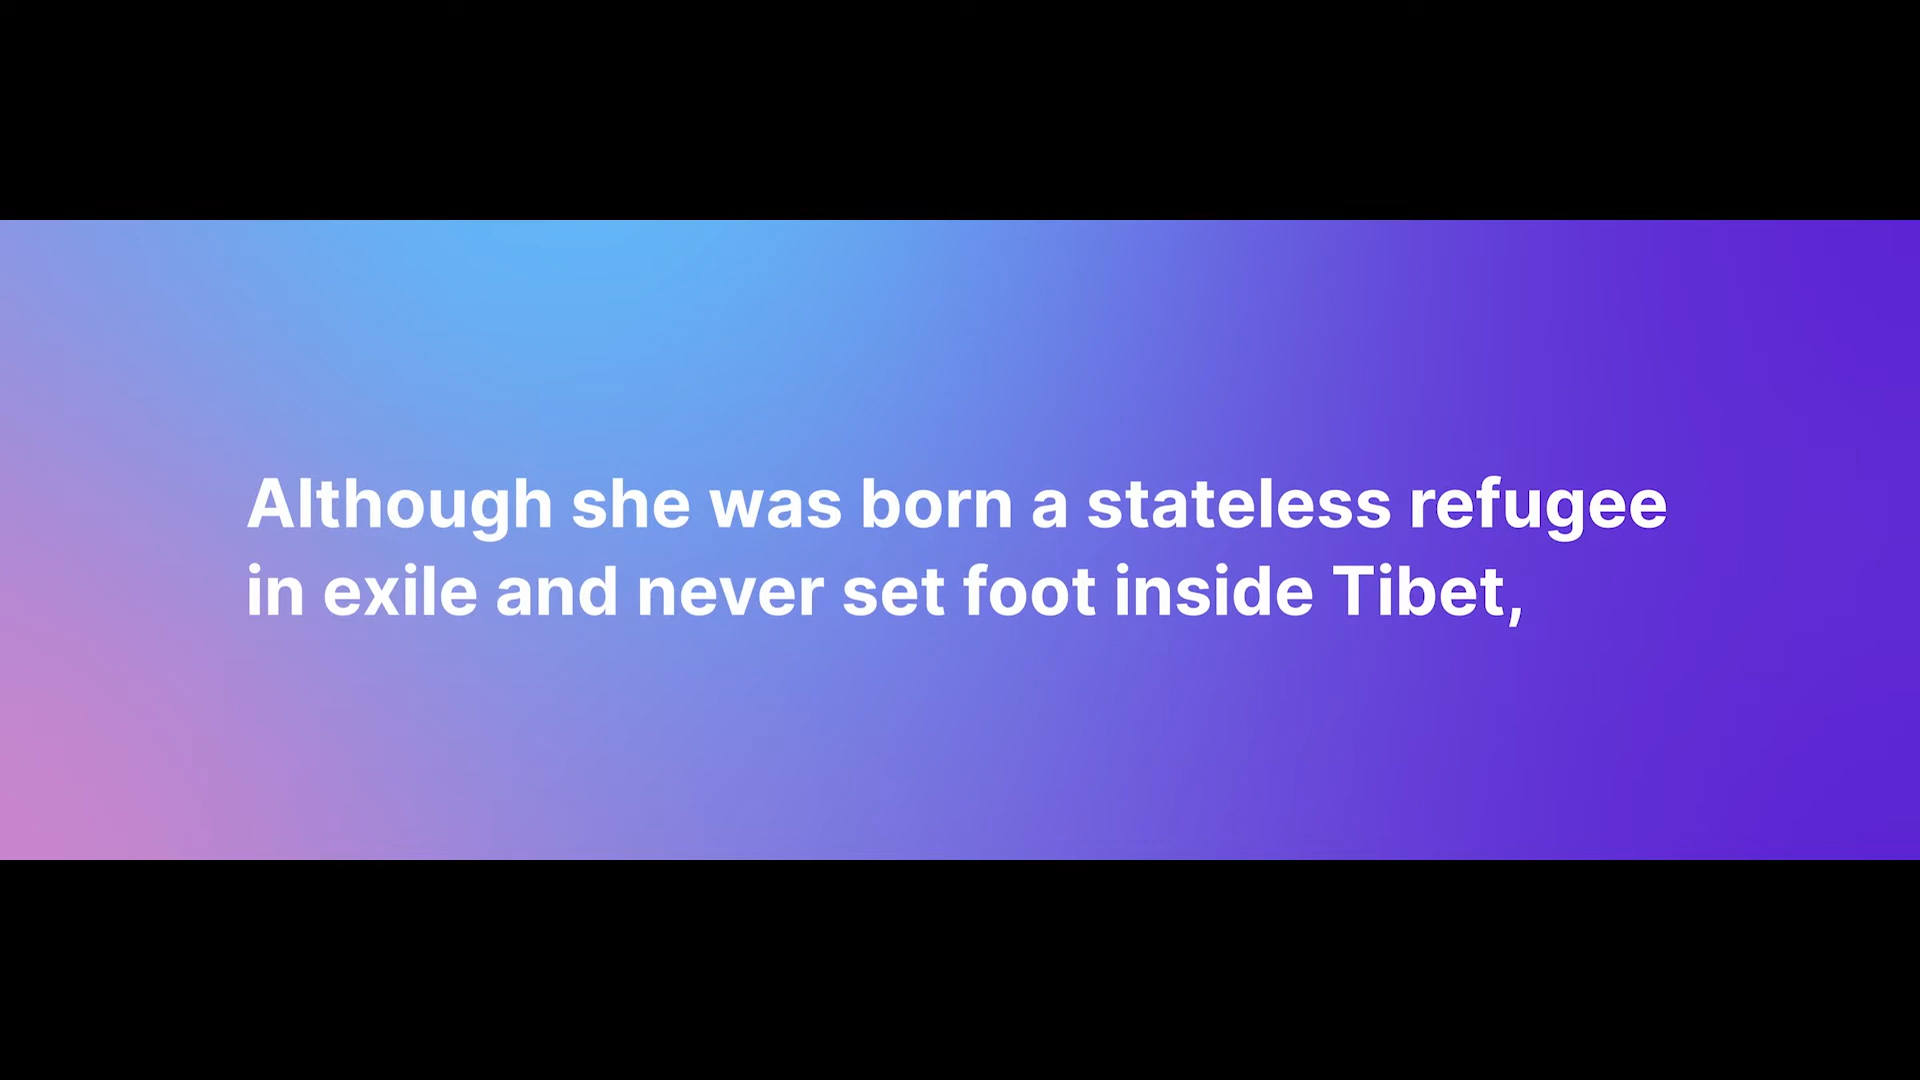 Although she was born a stateless refugee
in exile and never set foot inside Tibet,